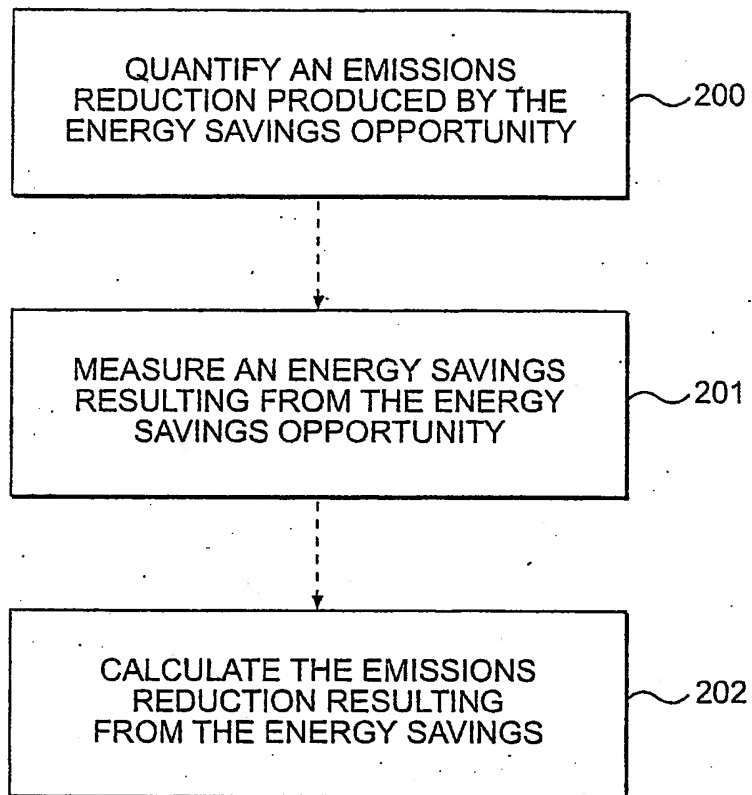 QUANTIFY AN EMISSIONS
REDUCTION PRODUCED BY THE
ENERGY SAVINGS OPPORTUNITY
200
MEASURE AN ENERGY SAVINGS
RESULTING FROM THE ENERGY
SAVINGS OPPORTUNITY
201
CALCULATE THE EMISSIONS
REDUCTION RESULTING
FROM THE ENERGY SAVINGS
202